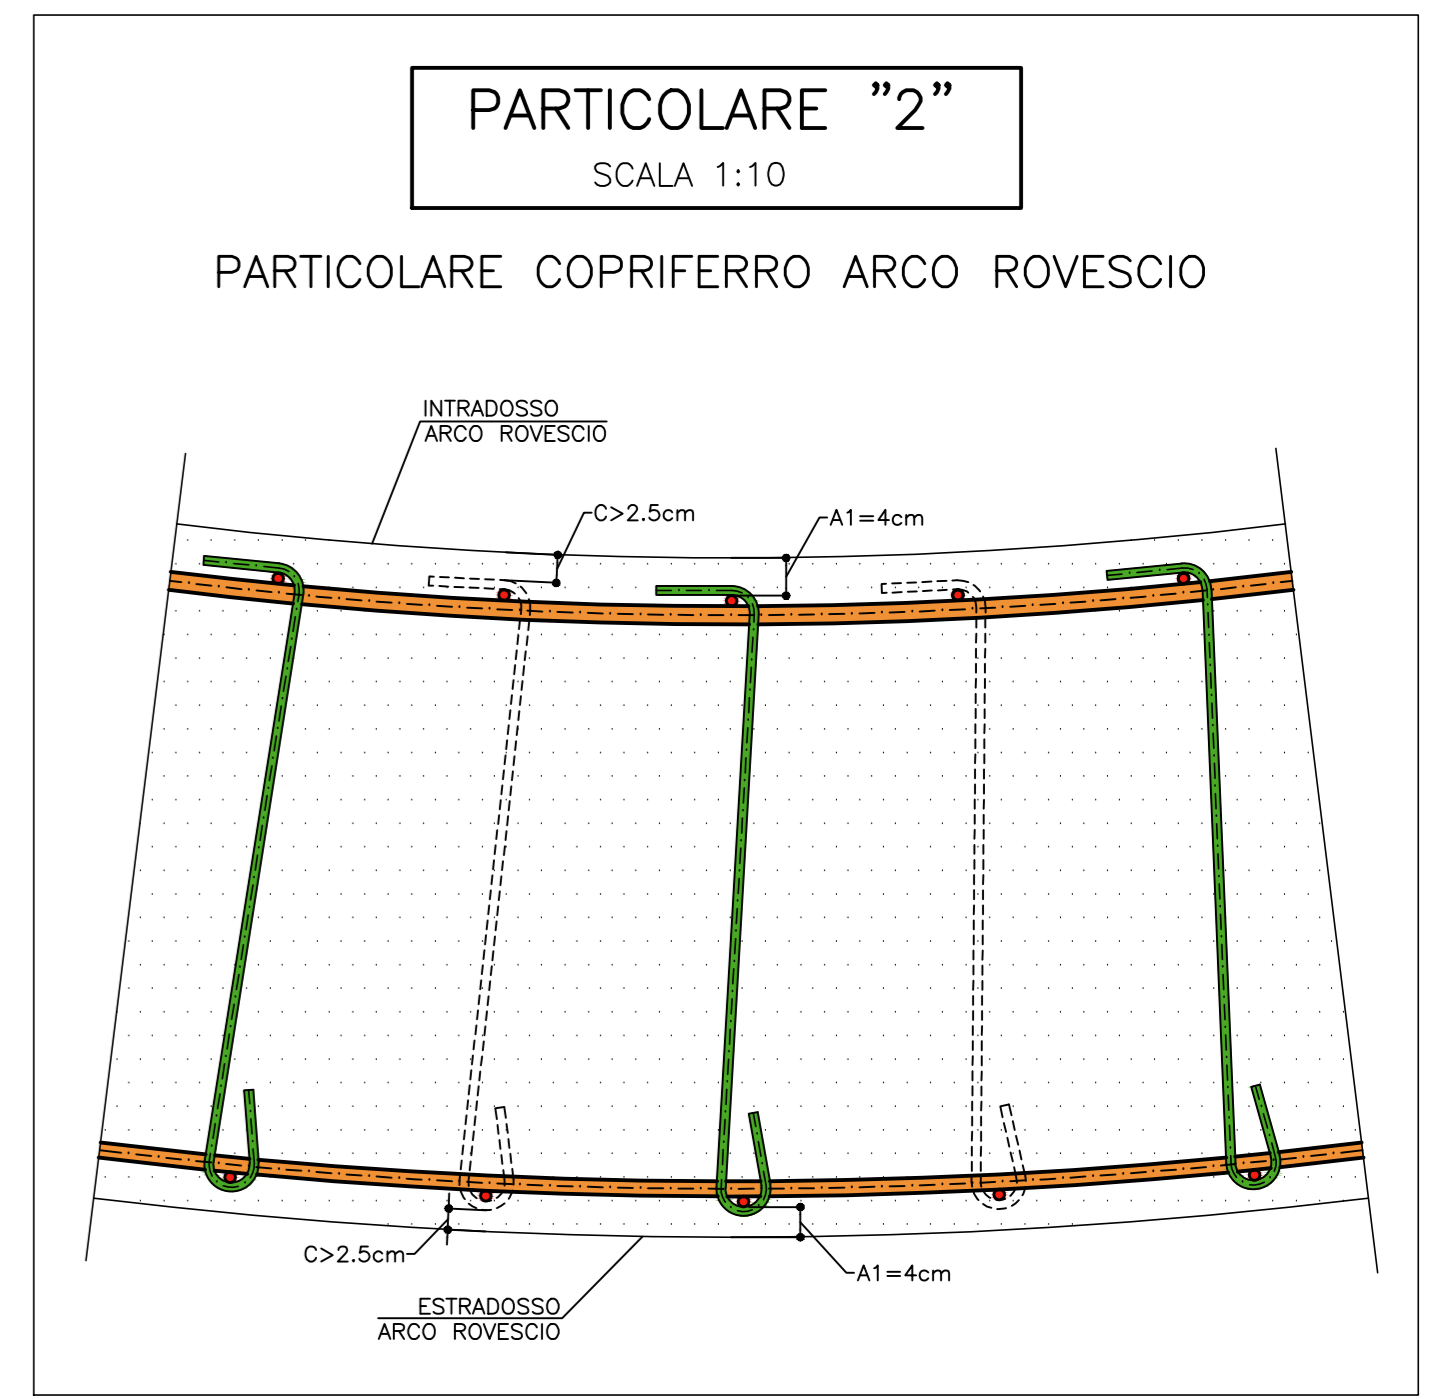 PARTICOLARE "2"
SCALA 1:10
PARTICOLARE COPRIFERRO ARCO ROVESCIO
INTRADOSSO
ARCO ROVESCIO
C>2.5cm
A1=4cm
C>2.5cm
A1=4cm
ESTRADOSSO
ARCO ROVESCIO